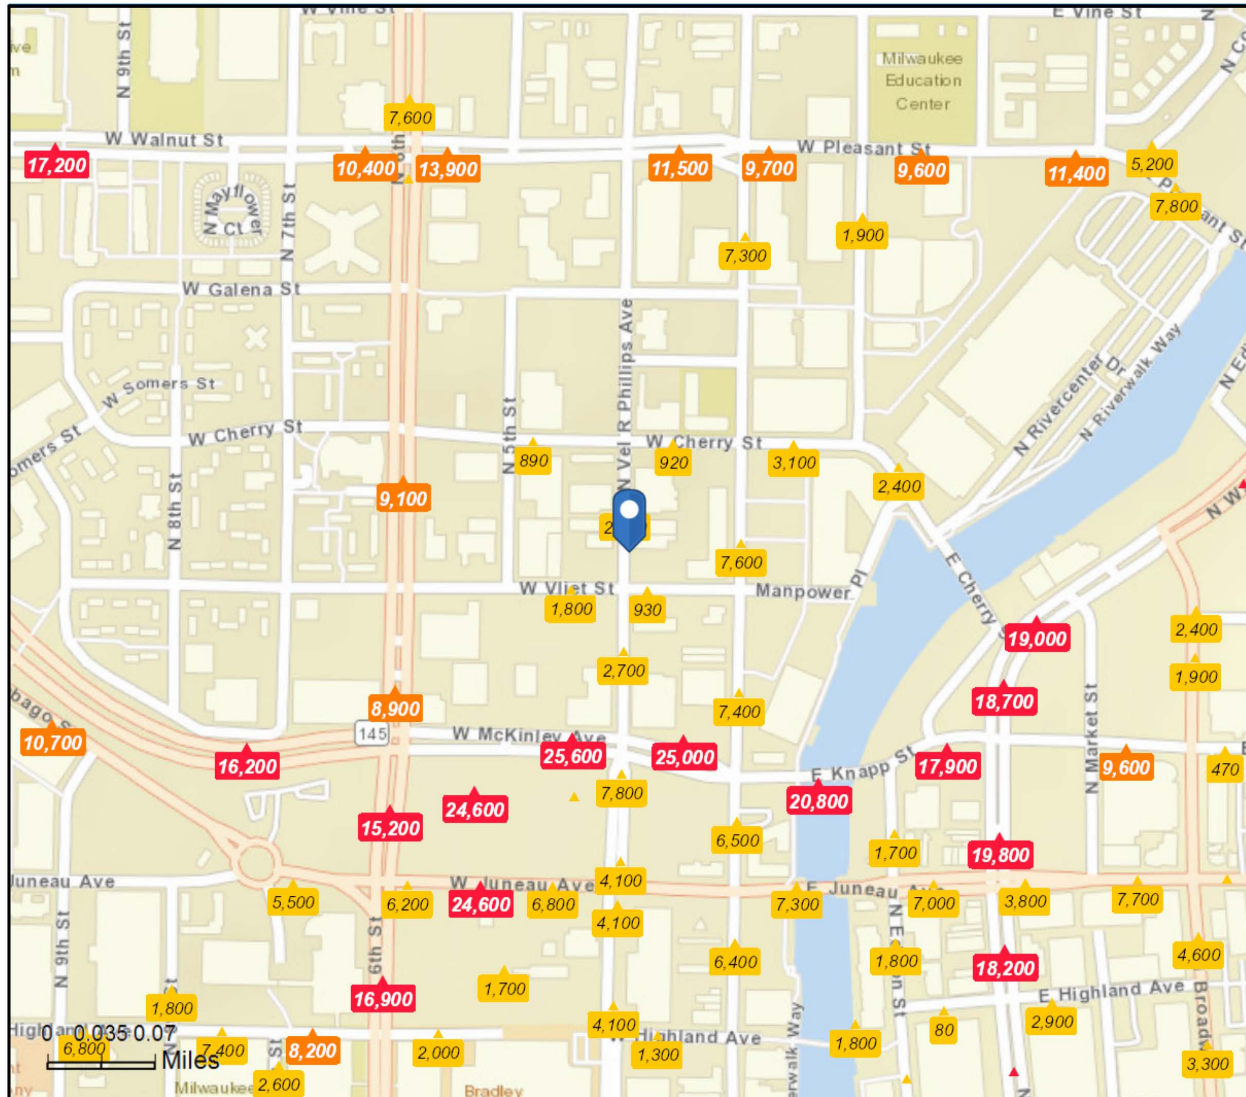 W Vine St
E Vine St
N 9th St
Milwaukee
Education
Center
7,600
W Walnut St
W Pleasant St
17,200
10,400
13,900
11,500
9,700
9,600
11,400
5,200
7,800
N Mayflower
Ct
N 7th St
1,900
7,300
W Galena St
N Vel R Phillips Ave
N Rivercenter
Dr
N Riverwalk Way
W Somers St
W Cherry St
N 5th St
W Cherry St
890
920
3,100
2,400
9,100
N 8th St
7,600
E Cherry
W Vliet St
Manpower Pl
1,800
930
19,000
2,400
2,700
1,900
18,700
8,900
7,400
N Market St
10,700
145
W McKinley Ave
16,200
25,600
25,000
E Knapp St
17,900
9,600
470
7,800
20,800
24,600
15,200
6,500
1,700
19,800
Juneau Ave
W Juneau Ave
E Juneau Ave
5,500
6,200
24,600
6,800
4,100
7,300
7,000
3,800
7,700
4,100
N 9th St
6th St
6,400
1,800
18,200
4,600
1,700
16,900
1,800
4,100
E Highland Ave
80
2,900
Broadw
Highland Ave
0 0.035 0.07
Miles
6,800
7,400
8,200
2,000
W Highland Ave
1,300
1,800
3,300
2,600
Milwaukee
Bradley